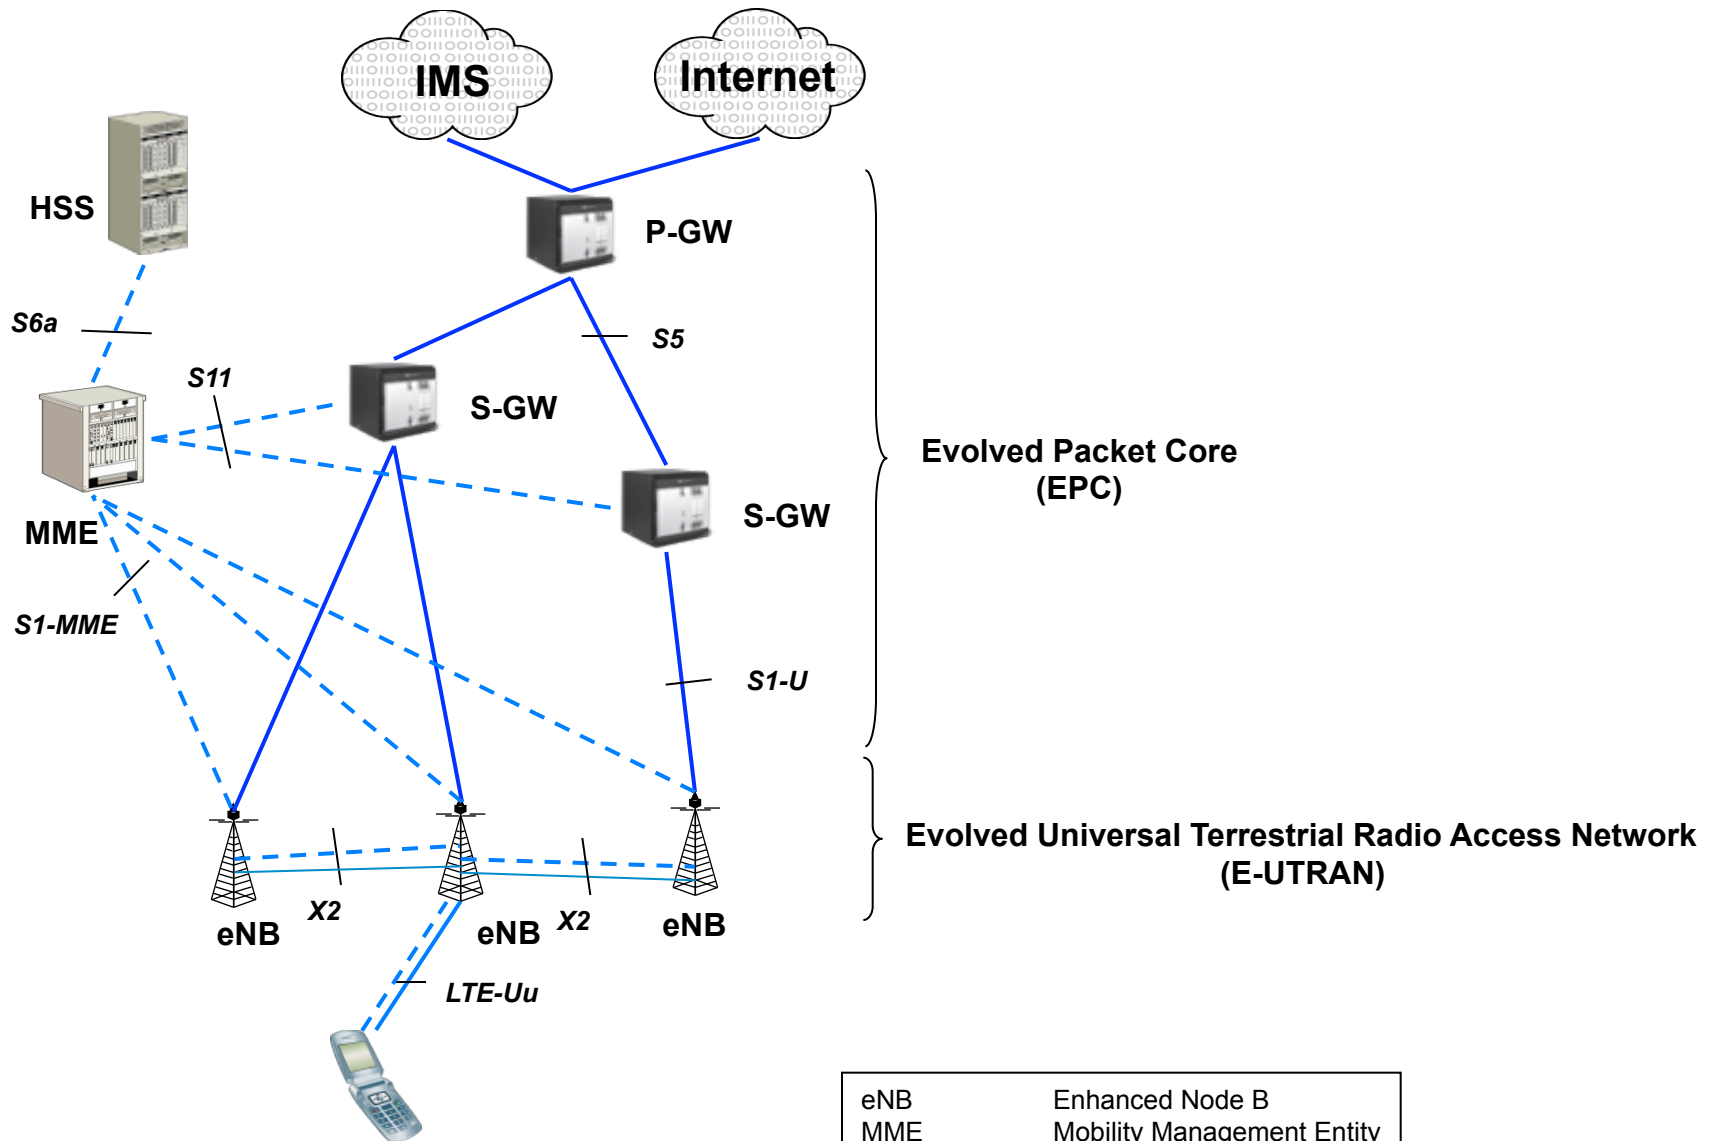 IMS
Internet
HSS
P-GW
S6a
S5
S11
S-GW
Evolved Packet Core
(EPC)
S-GW
MME
S1-MME
S1-U
Evolved Universal Terrestrial Radio Access Network
(E-UTRAN)
X2
X2
eNB
eNB
eNB
LTE-Uu
eNB Enhanced Node B
MME Mobility Management Entity